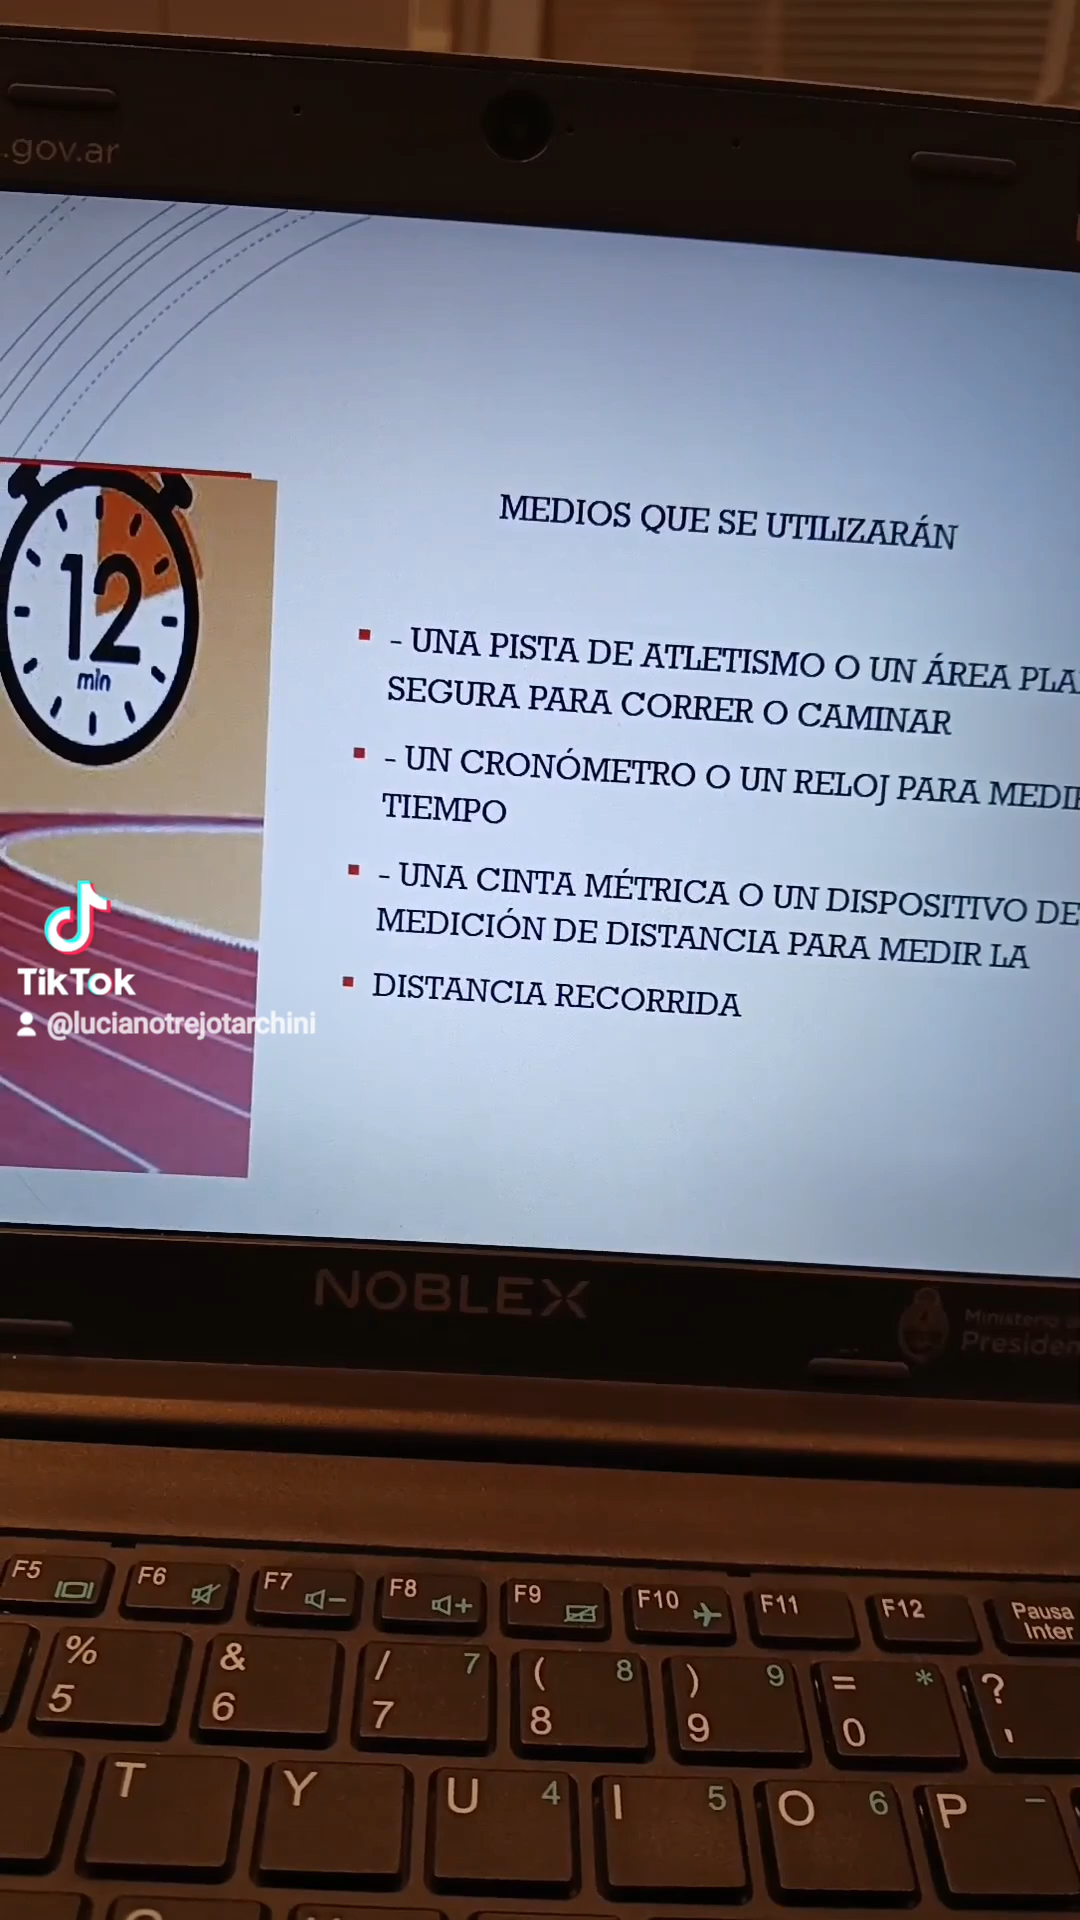 .gov.ar
12
min
MEDIOS QUE SE UTILIZARÁN
- UNA PISTA DE ATLETISMO O UN ÁREA
SEGURA PARA CORRER O CAMINAR
- UN CRONÓMETRO O UN RELOJ PARA
TIEMPO
- UNA CINTA MÉTRICA O UN DISPOSITIVO DE
MEDICIÓN DE DISTANCIA PARA MEDIR LA
DISTANCIA RECORRIDA
TikTok
@lucianotrejotarchini
NOBLEX
F5 F6 F7 F8 F9 F10 F11 F12 Pausa
Inter
% & / 7 ( 8 ) 9 = * ?
5 6 7 8 9 0 '
T Y U 4 I 5 O 6 P -